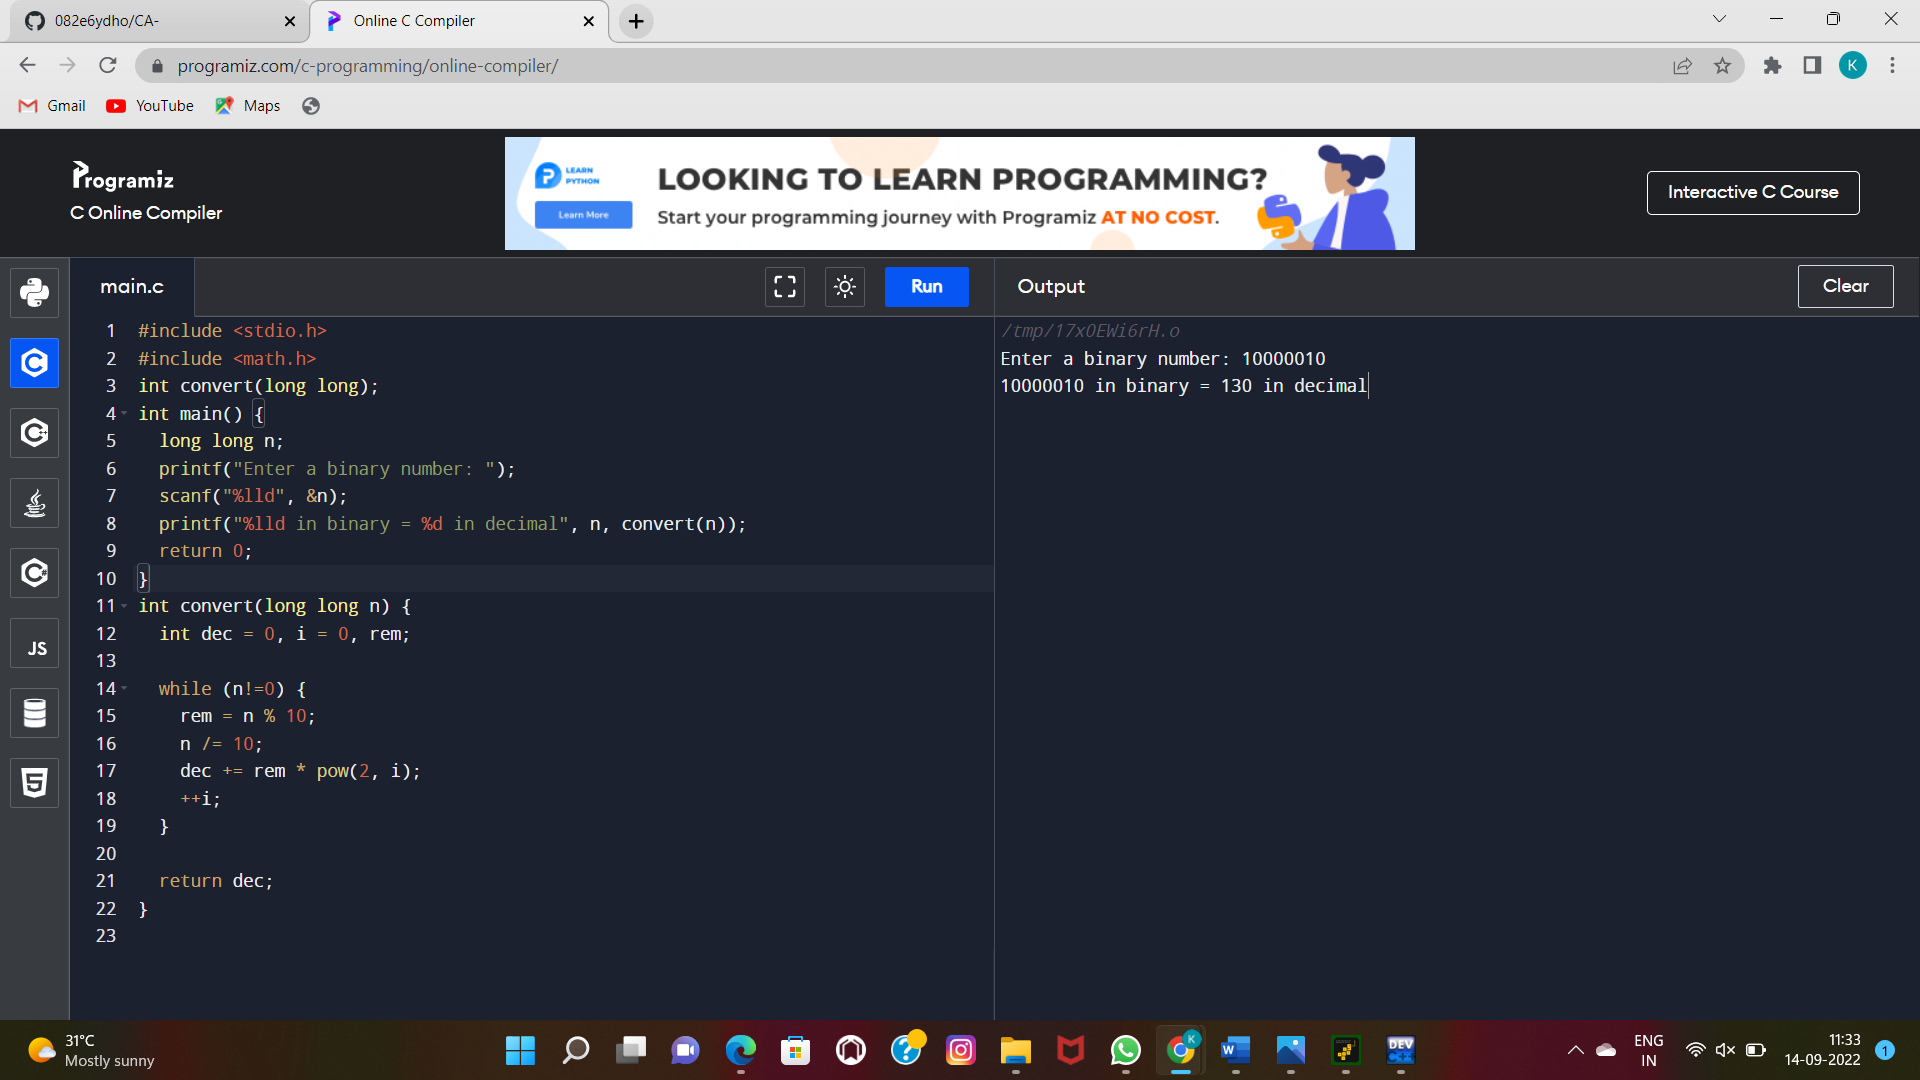 082e6ydho/CA-
Online C Compiler
programiz.com/c-programming/online-compiler/
K
Gmail
YouTube
Maps
Programiz
C Online Compiler
LEARN
PYTHON
Learn More
LOOKING TO LEARN PROGRAMMING?
Start your programming journey with Programiz AT NO COST.
Interactive C Course
main.c
Run
Output
Clear
1 #include <stdio.h>
2 #include <math.h>
3 int convert(long long);
4 int main() {
5 long long n;
6 printf("Enter a binary number: ");
7 scanf("%lld", &n);
8 printf("%lld in binary = %d in decimal", n, convert(n));
9 return 0;
10 }
11 int convert(long long n) {
12 int dec = 0, i = 0, rem;
13
14 while (n!=0) {
15 rem = n % 10;
16 n /= 10;
17 dec += rem * pow(2, i);
18 ++i;
19 }
20
21 return dec;
22 }
23
/tmp/17xOEWi6rH.o
Enter a binary number: 10000010
10000010 in binary = 130 in decimal
JS
31°C
Mostly sunny
K
W
DEV
C++
ENG
IN
11:33
14-09-2022
1